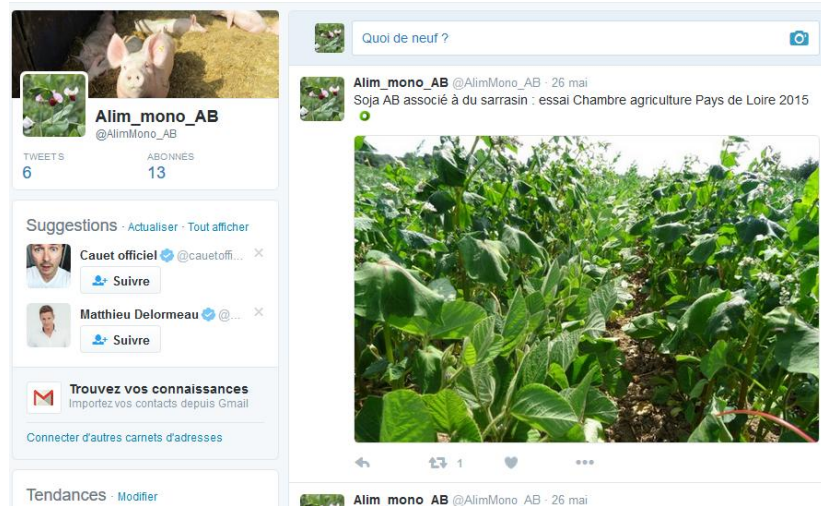 Alim_mono_AB
@AlimMono_AB
TWEETS
ABONNÉS
6
13
Suggestions · Actualiser · Tout afficher
Cauet officiel @cauetoffi...
Suivre
Matthieu Delormeau @...
Suivre
Trouvez vos connaissances
Importez vos contacts depuis Gmail
Connecter d'autres carnets d'adresses
Tendances · Modifier
Quoi de neuf ?
Alim_mono_AB @AlimMono_AB · 26 mai
Soja AB associé à du sarrasin : essai Chambre agriculture Pays de Loire 2015
1
Alim_mono_AB @AlimMono_AB · 26 mai